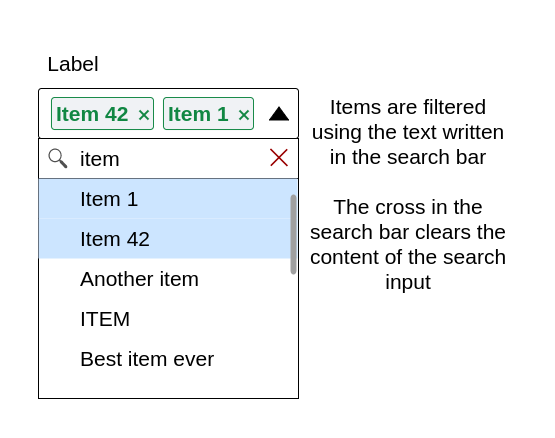 Label
Item 42 ×
Item 1 ×
item
Item 1
Item 42
Another item
ITEM
Best item ever
Items are filtered
using the text written
in the search bar
The cross in the
search bar clears the
content of the search
input